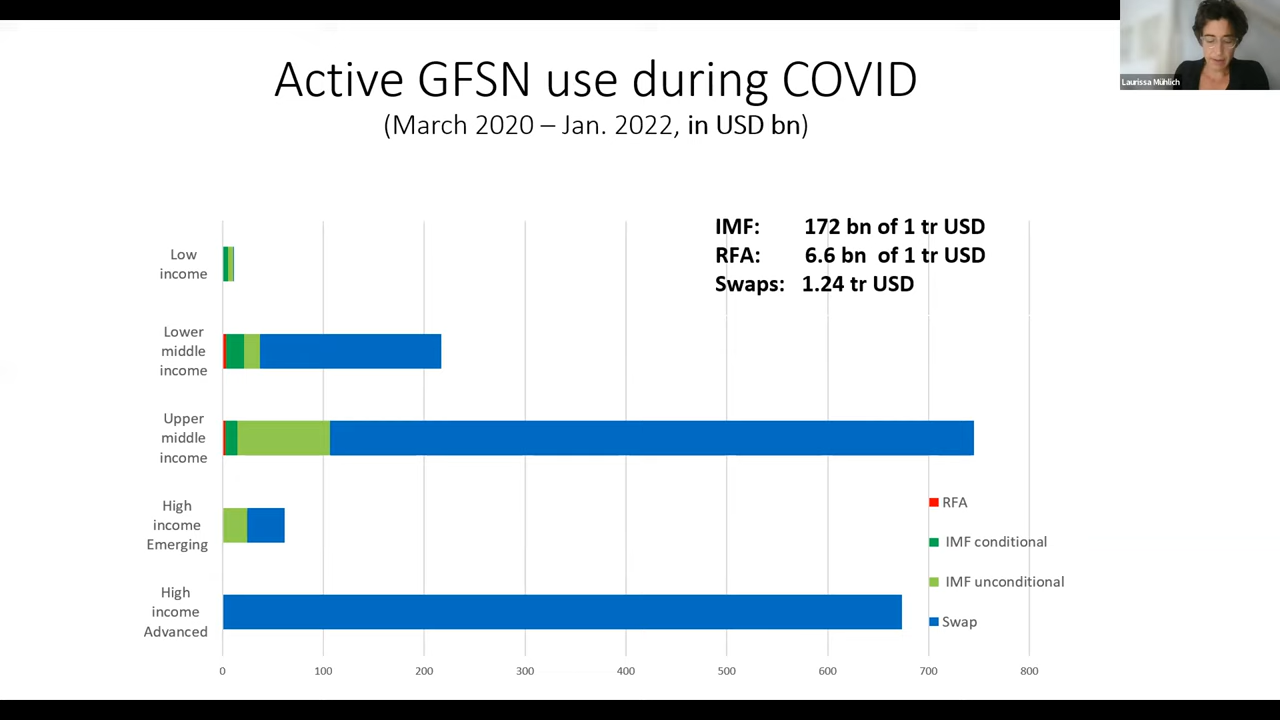 Laurissa Mühlich
Active GFSN use during COVID
(March 2020 – Jan. 2022, in USD bn)
IMF: 172 bn of 1 tr USD
RFA: 6.6 bn of 1 tr USD
Swaps: 1.24 tr USD
Low
income
Lower
middle
income
Upper
middle
income
High
income
Emerging
High
income
Advanced
RFA
IMF conditional
IMF unconditional
Swap
0 100 200 300 400 500 600 700 800